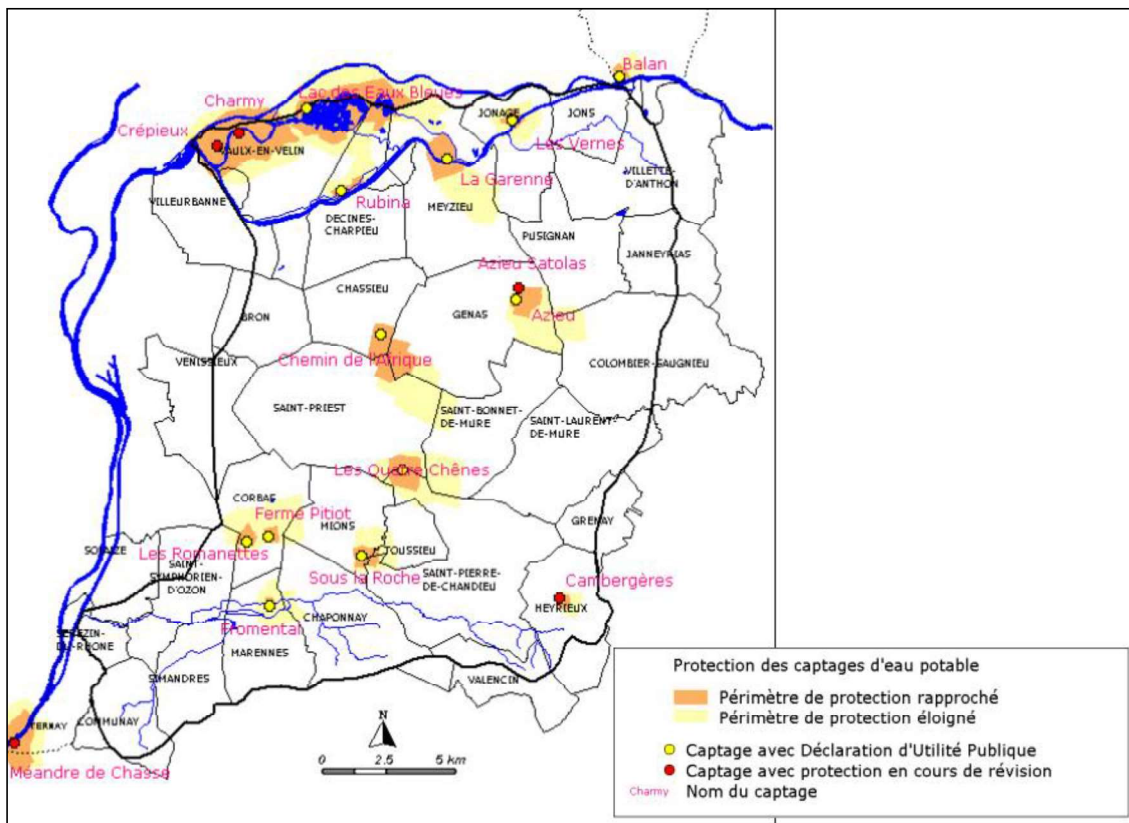 Balan
Lac des Eaux Bleues
Charmy
JONAGE
JONS
Crépieux
Les Vernes
VAULX-EN-VELIN
La Garenne
VILLETTE-
D'ANTHON
VILLEURBANNE
Rubina
MEYZIEU
DECINES-
CHARPIEU
PUSIGNAN
JANNEYRIAS
Azieu Satolas
CHASSIEU
GENAS
Azieu
BRON
VENISSIEUX
Chemin de l'Afrique
COLOMBIER-SAUGNIEU
SAINT-PRIEST
SAINT-BONNET-
DE-MURE
SAINT-LAURENT-
DE-MURE
Les Quatre Chênes
CORBAS
Ferme Pitiot
MIONS
GRENAY
SOLAIZE
Les Romanettes
TOUSSIEU
SAINT-
SYMPHORIEN
D'OZON
Sous la Roche
SAINT-PIERRE-
DE-CHANDIEU
Cambergères
HEYRIEUX
CHAPONNAY
Fromental
SEREZIN-
DU-RHONE
MARENNES
SIMANDRES
VALENCIN
TERNAY
COMMUNAY
Méandre de Chasse
N
0 2.5 5 km
Protection des captages d'eau potable
Périmètre de protection rapproché
Périmètre de protection éloigné
Captage avec Déclaration d'Utilité Publique
Captage avec protection en cours de révision
Charmy Nom du captage